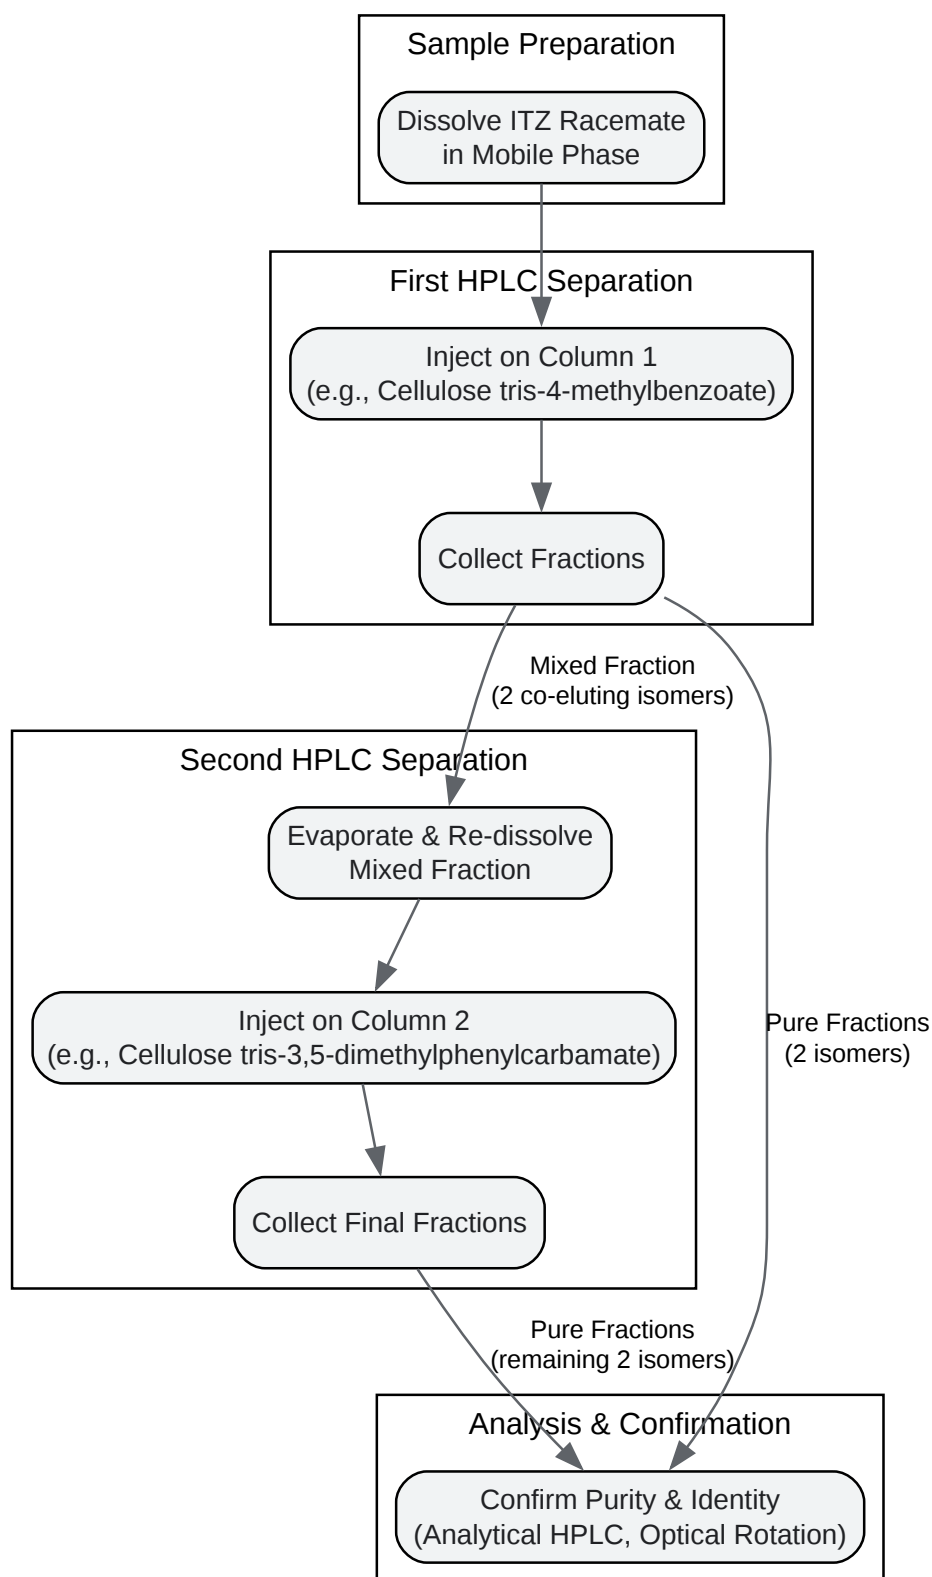 Sample Preparation
Dissolve ITZ Racemate
in Mobile Phase
First HPLC Separation
Inject on Column 1
(e.g., Cellulose tris-4-methylbenzoate)
Collect Fractions
Mixed Fraction
(2 co-eluting isomers)
Second HPLC Separation
Evaporate & Re-dissolve
Mixed Fraction
Inject on Column 2
(e.g., Cellulose tris-3,5-dimethylphenylcarbamate)
Pure Fractions
(2 isomers)
Collect Final Fractions
Pure Fractions
(remaining 2 isomers)
Analysis & Confirmation
Confirm Purity & Identity
(Analytical HPLC, Optical Rotation)